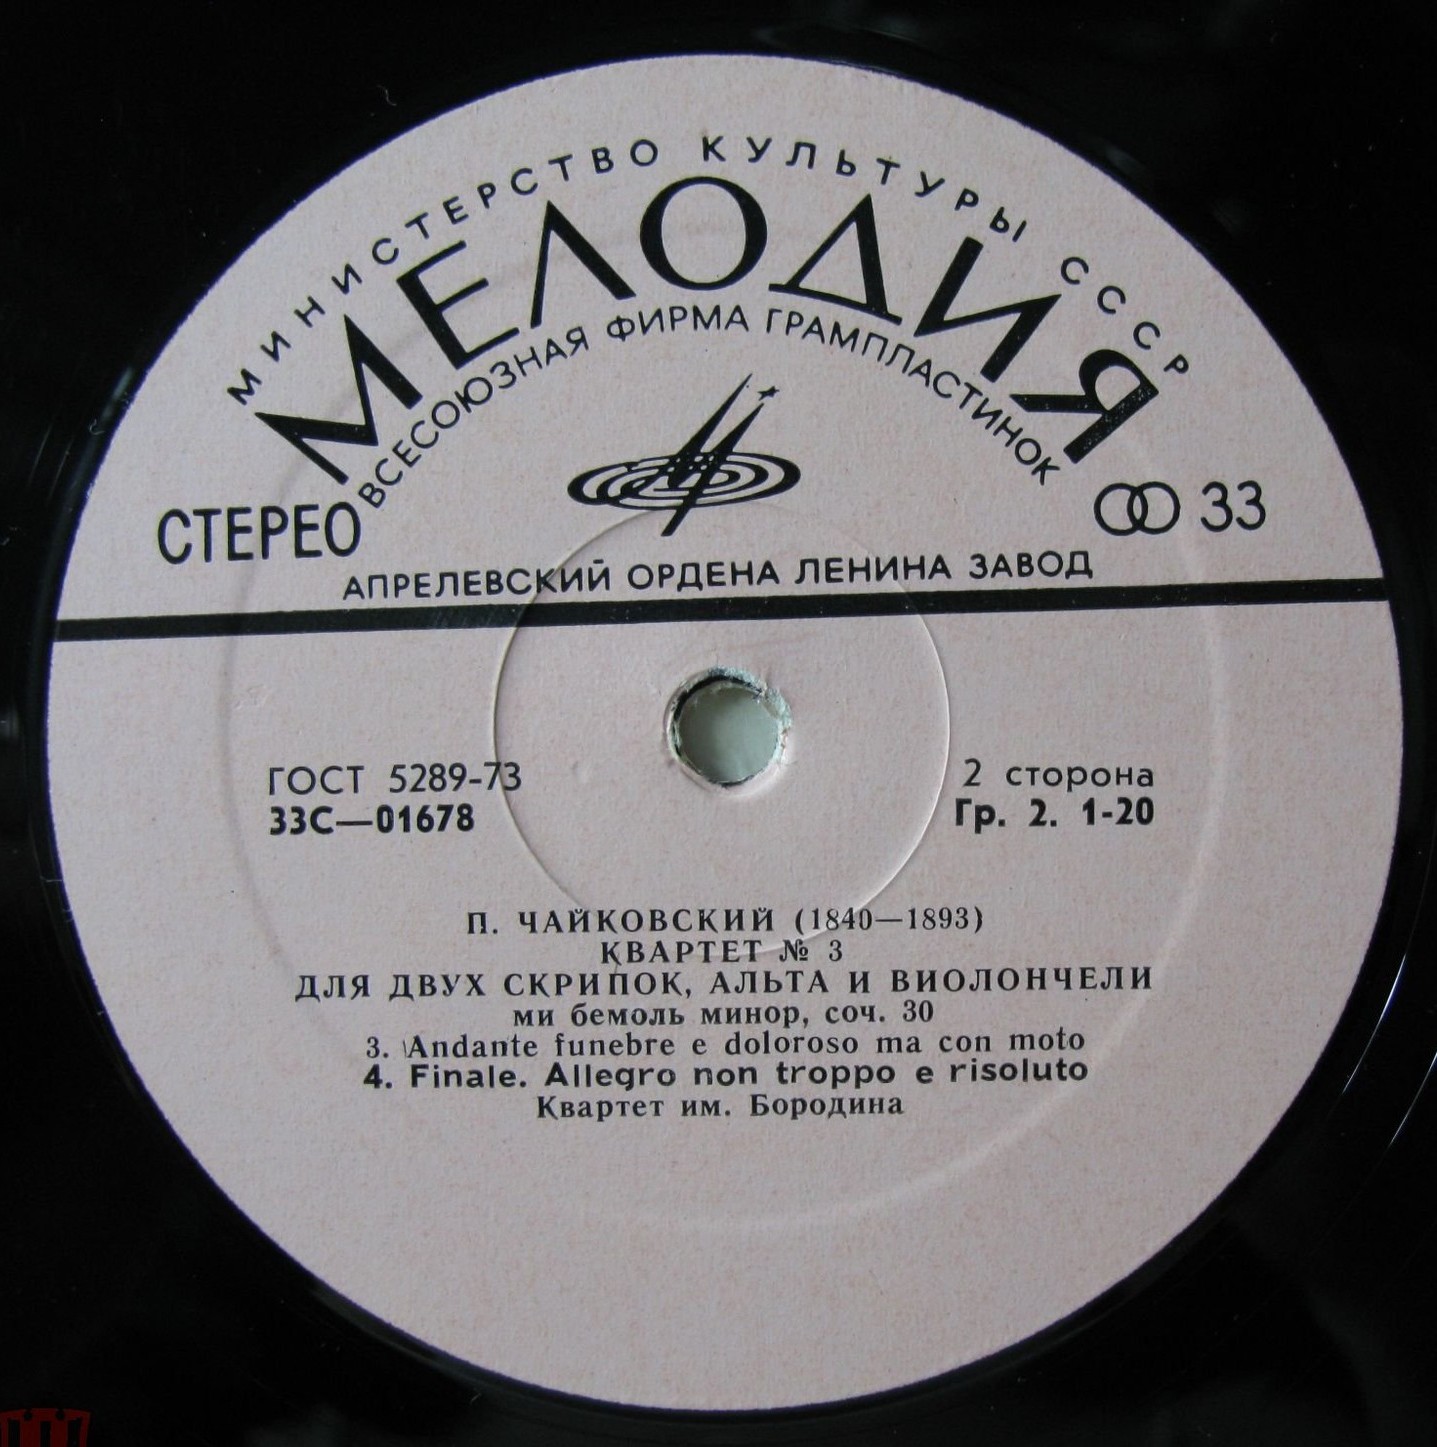 МИНИСТЕРСТВО КУЛЬТУРЫ СССР
МЕЛОДИЯ
ВСЕСОЮЗНАЯ ФИРМА ГРАМПЛАСТИНОК
СТЕРЕО
33
АПРЕЛЕВСКИЙ ОРДЕНА ЛЕНИНА ЗАВОД
ГОСТ 5289-73
33С—01678
2 сторона
Гр. 2. 1-20
П. ЧАЙКОВСКИЙ (1840—1893)
КВАРТЕТ № 3
ДЛЯ ДВУХ СКРИПОК, АЛЬТА И ВИОЛОНЧЕЛИ
ми бемоль минор, соч. 30
3. Andante funebre e doloroso ma con moto
4. Finale. Allegro non troppo e risoluto
Квартет им. Бородина